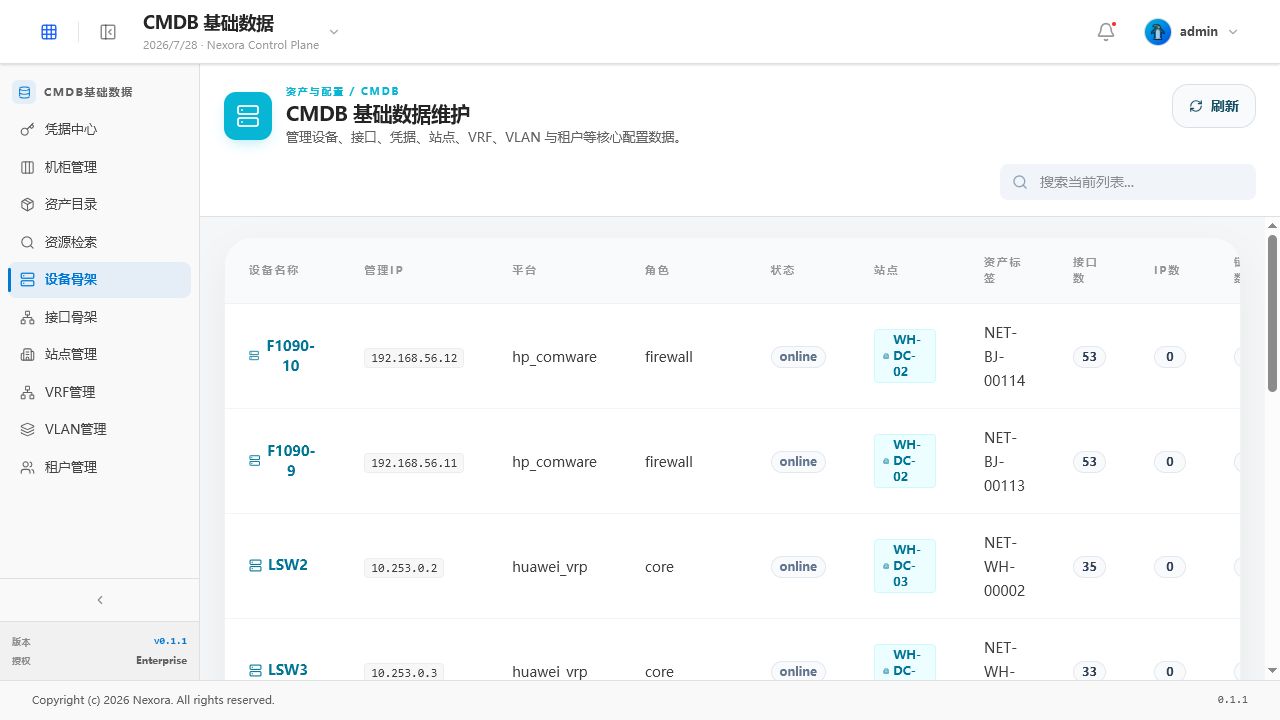 CMDB 基础数据
2026/7/28 · Nexora Control Plane
admin
CMDB基础数据
凭据中心
机柜管理
资产目录
资源检索
设备骨架
接口骨架
站点管理
VRF管理
VLAN管理
租户管理
版本 v0.1.1
授权 Enterprise
资产与配置 / CMDB
CMDB 基础数据维护
管理设备、接口、凭据、站点、VRF、VLAN 与租户等核心配置数据。
刷新
搜索当前列表...
设备名称 管理IP 平台 角色 状态 站点 资产标签 接口数 IP数
F1090-10 192.168.56.12 hp_comware firewall online WH-DC-02 NET-BJ-00114 53 0
F1090-9 192.168.56.11 hp_comware firewall online WH-DC-02 NET-BJ-00113 53 0
LSW2 10.253.0.2 huawei_vrp core online WH-DC-03 NET-WH-00002 35 0
LSW3 10.253.0.3 huawei_vrp core online WH-DC- NET-WH- 33 0
Copyright (c) 2026 Nexora. All rights reserved.
0.1.1